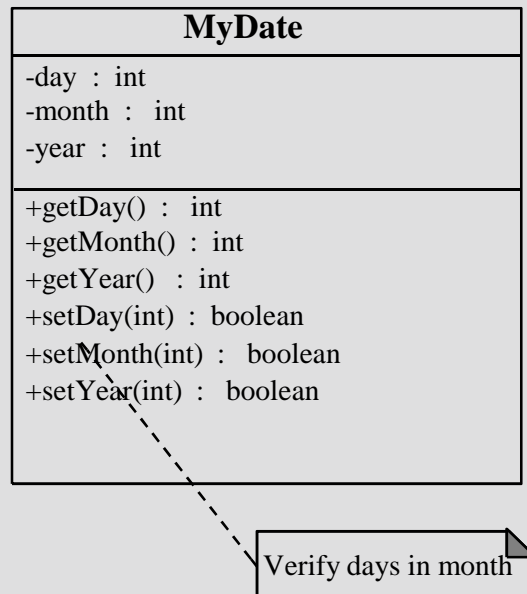 MyDate
-day : int
-month : int
-year : int
+getDay() : int
+getMonth() : int
+getYear() : int
+setDay(int) : boolean
+setMonth(int) : boolean
+setYear(int) : boolean
Verify days in month